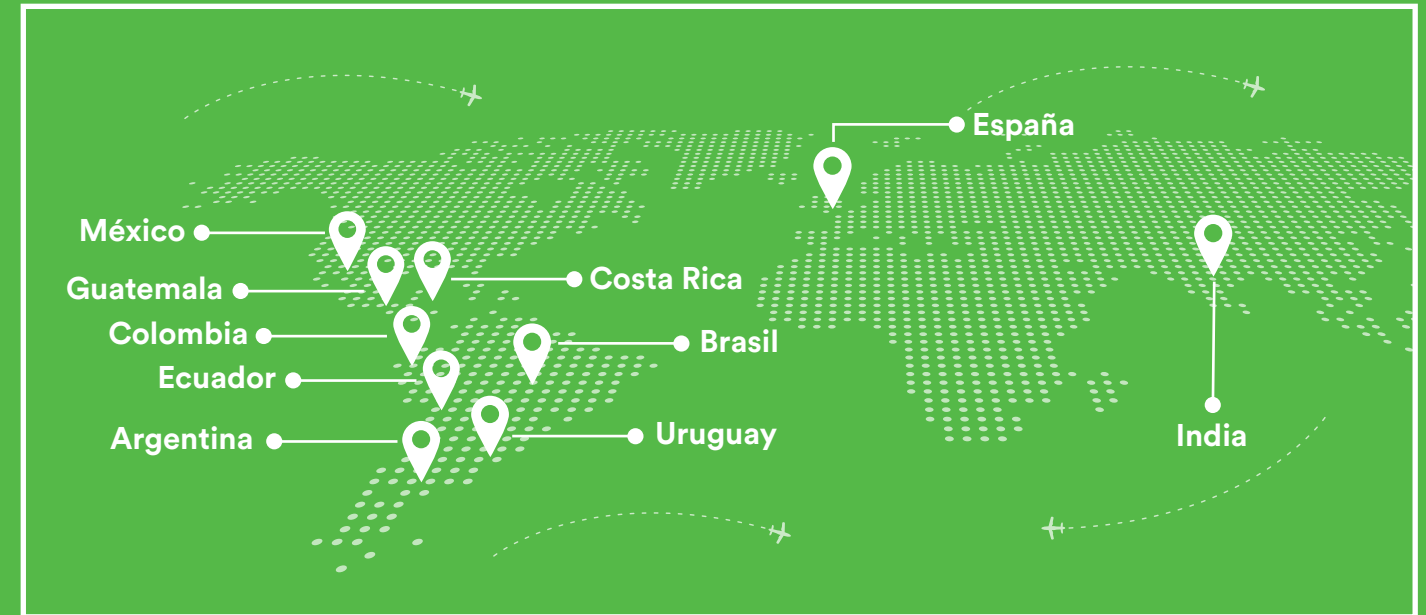 España
México
Costa Rica
Guatemala
Colombia
Brasil
Ecuador
Argentina
Uruguay
India